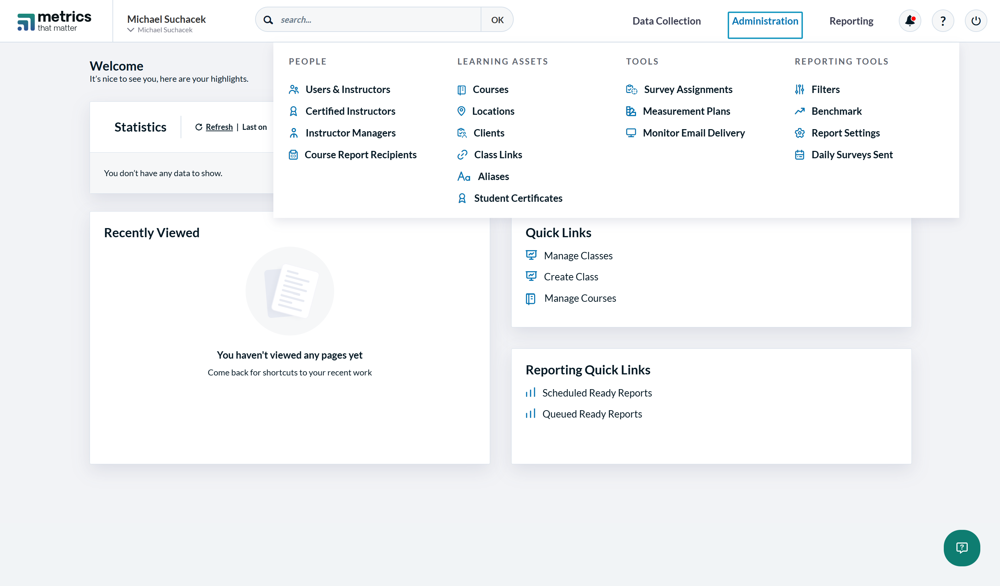 metrics
that matter
Michael Suchacek
Michael Suchacek
search...
OK
Data Collection
Administration
Reporting
?
Welcome
It's nice to see you, here are your highlights.
Statistics
Refresh | Last on
You don't have any data to show.
PEOPLE
Users & Instructors
Certified Instructors
Instructor Managers
Course Report Recipients
LEARNING ASSETS
Courses
Locations
Clients
Class Links
Aa Aliases
Student Certificates
TOOLS
Survey Assignments
Measurement Plans
Monitor Email Delivery
REPORTING TOOLS
Filters
Benchmark
Report Settings
Daily Surveys Sent
Recently Viewed
You haven't viewed any pages yet
Come back for shortcuts to your recent work
Quick Links
Manage Classes
Create Class
Manage Courses
Reporting Quick Links
Scheduled Ready Reports
Queued Ready Reports
?